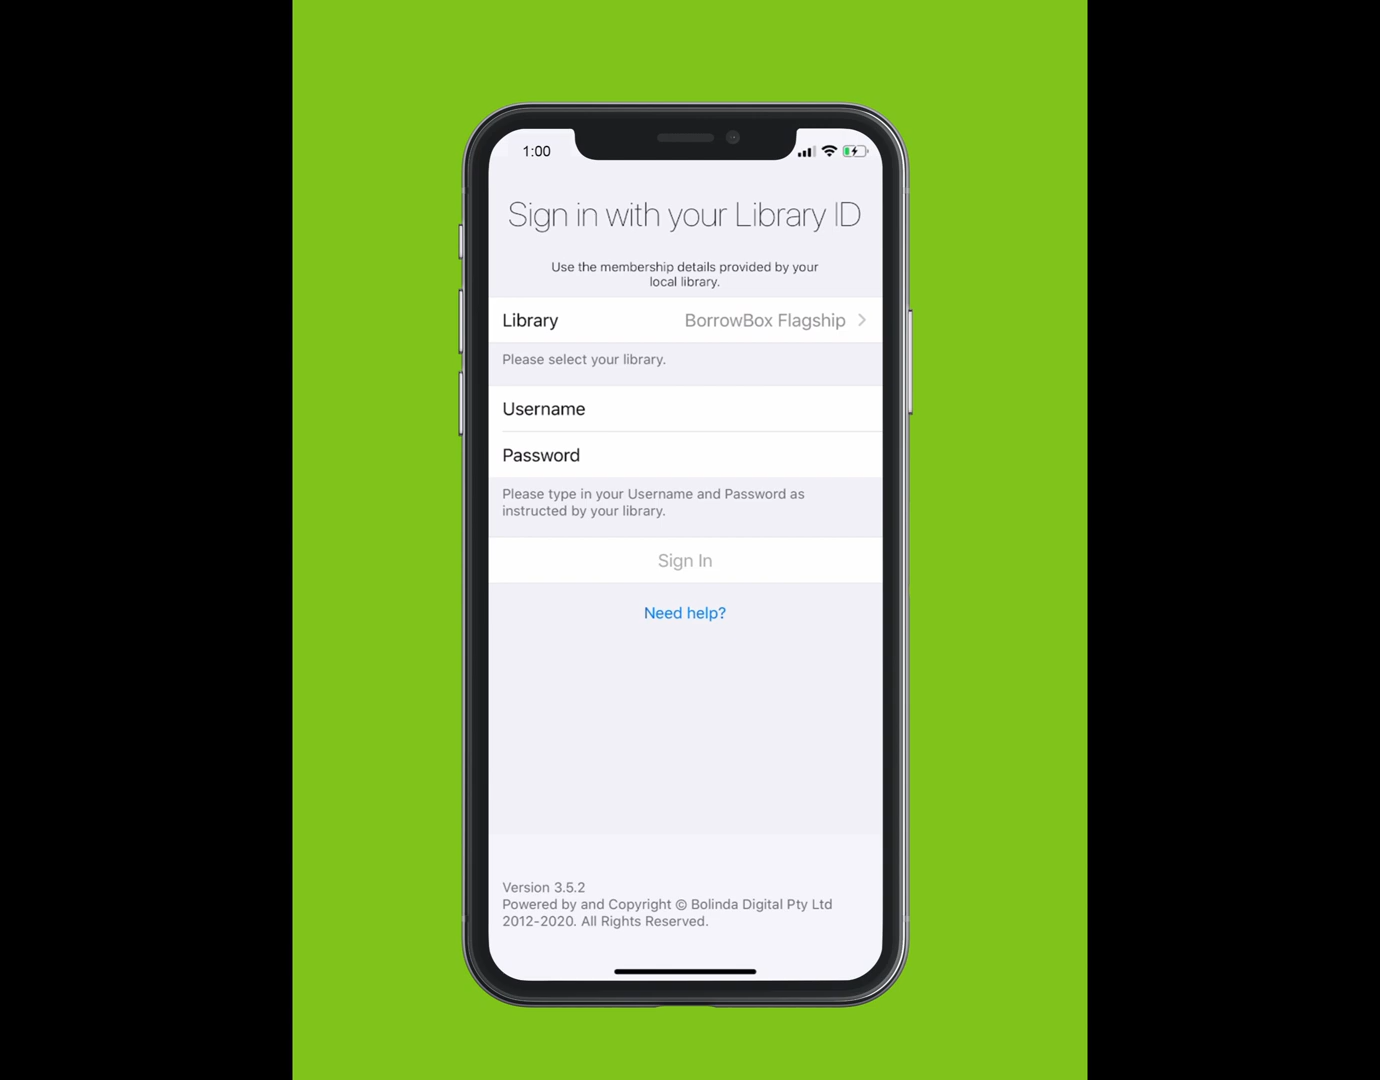 1:00
Sign in with your Library ID
Use the membership details provided by your
local library.
Library BorrowBox Flagship
Please select your library.
Username
Password
Please type in your Username and Password as
instructed by your library.
Sign In
Need help?
Version 3.5.2
Powered by and Copyright © Bolinda Digital Pty Ltd
2012-2020. All Rights Reserved.